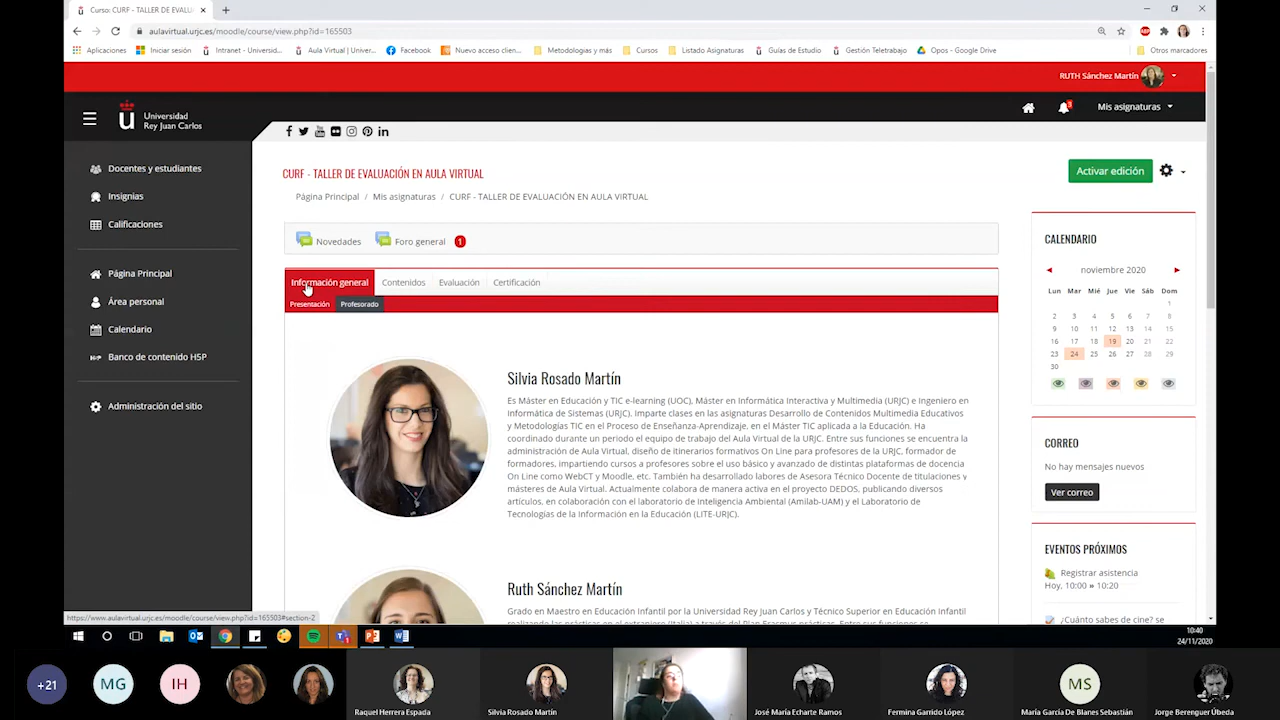 Curso: CURF - TALLER DE EVALU
aulavirtual.urjc.es/moodle/course/view.php?id=165503
Aplicaciones
Iniciar sesión
Intranet - Universid...
Aula Virtual | Univer...
Facebook
Nuevo acceso clien...
Metodologias y más
Cursos
Listado Asignaturas
Guías de Estudio
Gestión Teletrabajo
Opos - Google Drive
Otros marcadores
RUTH Sánchez Martín
Universidad
Rey Juan Carlos
Mis asignaturas
Docentes y estudiantes
Insignias
Calificaciones
Página Principal
Área personal
Calendario
Banco de contenido H5P
Administración del sitio
CURF - TALLER DE EVALUACIÓN EN AULA VIRTUAL
Página Principal / Mis asignaturas / CURF - TALLER DE EVALUACIÓN EN AULA VIRTUAL
Activar edición
Novedades
Foro general 1
Información general
Contenidos
Evaluación
Certificación
Presentación
Profesorado
Silvia Rosado Martín
Es Máster en Educación y TIC e-learning (UOC), Máster en Informática Interactiva y Multimedia (URJC) e Ingeniero en
Informática de Sistemas (URJC). Imparte clases en las asignaturas Desarrollo de Contenidos Multimedia Educativos
y Metodologías TIC en el Proceso de Enseñanza-Aprendizaje, en el Máster TIC aplicada a la Educación. Ha
coordinado durante un periodo el equipo de trabajo del Aula Virtual de la URJC. Entre sus funciones se encuentra la
administración de Aula Virtual, diseño de itinerarios formativos On Line para profesores de la URJC, formador de
formadores, impartiendo cursos a profesores sobre el uso básico y avanzado de distintas plataformas de docencia
On Line como WebCT y Moodle, etc. También ha desarrollado labores de Asesora Técnico Docente de titulaciones y
másteres de Aula Virtual. Actualmente colabora de manera activa en el proyecto DEDOS, publicando diversos
artículos, en colaboración con el laboratorio de Inteligencia Ambiental (Amilab-UAM) y el Laboratorio de
Tecnologías de la Información en la Educación (LITE-URJC).
Ruth Sánchez Martín
Grado en Maestro en Educación Infantil por la Universidad Rey Juan Carlos y Técnico Superior en Educación Infantil
CALENDARIO
noviembre 2020
Lun Mar Mié Jue Vie Sáb Dom
1
2 3 4 5 6 7 8
9 10 11 12 13 14 15
16 17 18 19 20 21 22
23 24 25 26 27 28 29
30
CORREO
No hay mensajes nuevos
Ver correo
EVENTOS PRÓXIMOS
Registrar asistencia
Hoy, 10:00 » 10:20
¿Cuánto sabes de cine? se
https://www.aulavirtual.urjc.es/moodle/course/view.php?id=165503#section-2
10:40
24/11/2020
+21
MG
IH
Raquel Herrera Espada
Silvia Rosado Martín
José María Echarte Ramos
Fermina Garrido López
MS
María García De Blanes Sebastián
Jorge Berenguer Úbeda